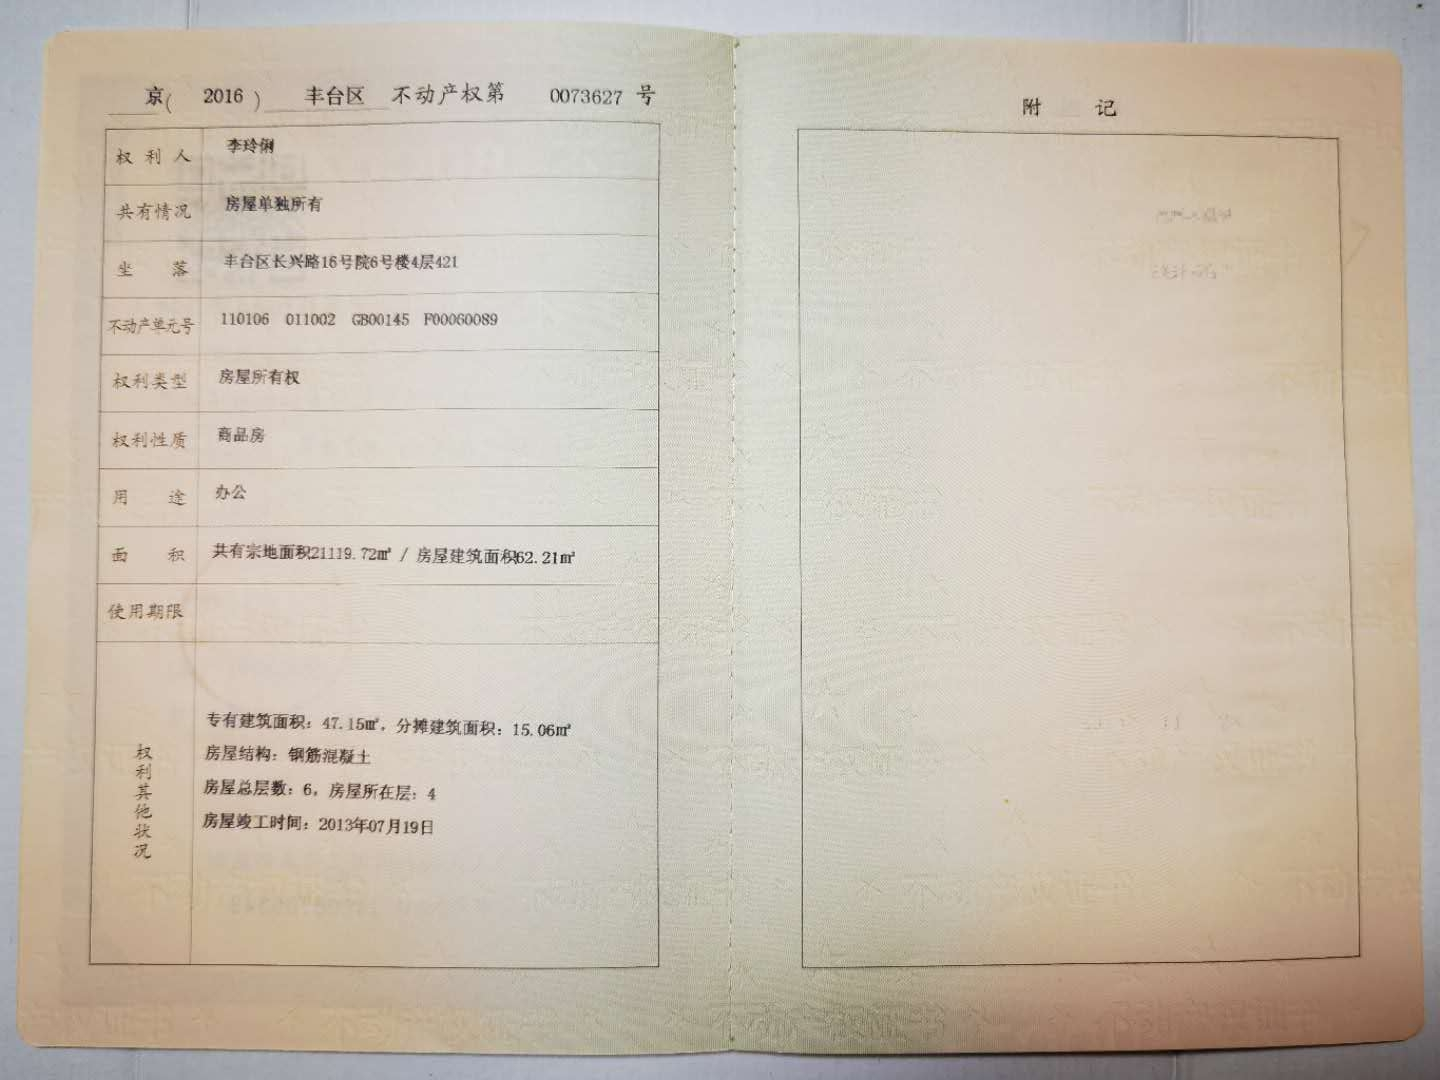 京（ 2016 ） 丰台区 不动产权第 0073627 号
权利人 李玲俐
共有情况 房屋单独所有
坐落 丰台区长兴路16号院6号楼4层421
不动产单元号 110106 011002 GB00145 F00060089
权利类型 房屋所有权
权利性质 商品房
用途 办公
面积 共有宗地面积21119.72㎡ / 房屋建筑面积62.21㎡
使用期限
权利其他状况
专有建筑面积：47.15㎡，分摊建筑面积：15.06㎡
房屋结构：钢筋混凝土
房屋总层数：6，房屋所在层：4
房屋竣工时间：2013年07月19日
附记